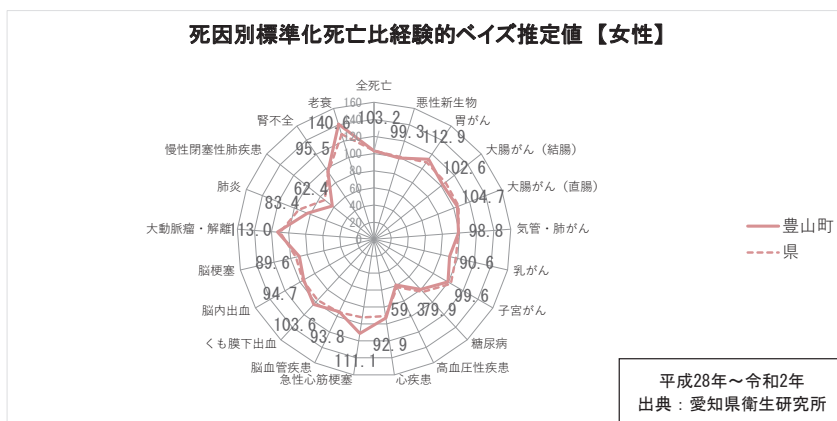 死因別標準化死亡比経験的ベイズ推定値 【女性】
全死亡
悪性新生物
胃がん
大腸がん（結腸）
大腸がん（直腸）
気管・肺がん
乳がん
子宮がん
糖尿病
高血圧性疾患
心疾患
急性心筋梗塞
脳血管疾患
くも膜下出血
脳内出血
脳梗塞
大動脈瘤・解離
肺炎
慢性閉塞性肺疾患
腎不全
老衰
103.2
99.3
112.9
102.6
104.7
98.8
90.6
99.6
79.9
59.3
92.9
111.1
93.8
103.6
94.7
89.6
113.0
83.4
62.4
95.5
140.6
160
140
120
100
80
60
40
20
0
豊山町
県
平成28年～令和2年
出典：愛知県衛生研究所